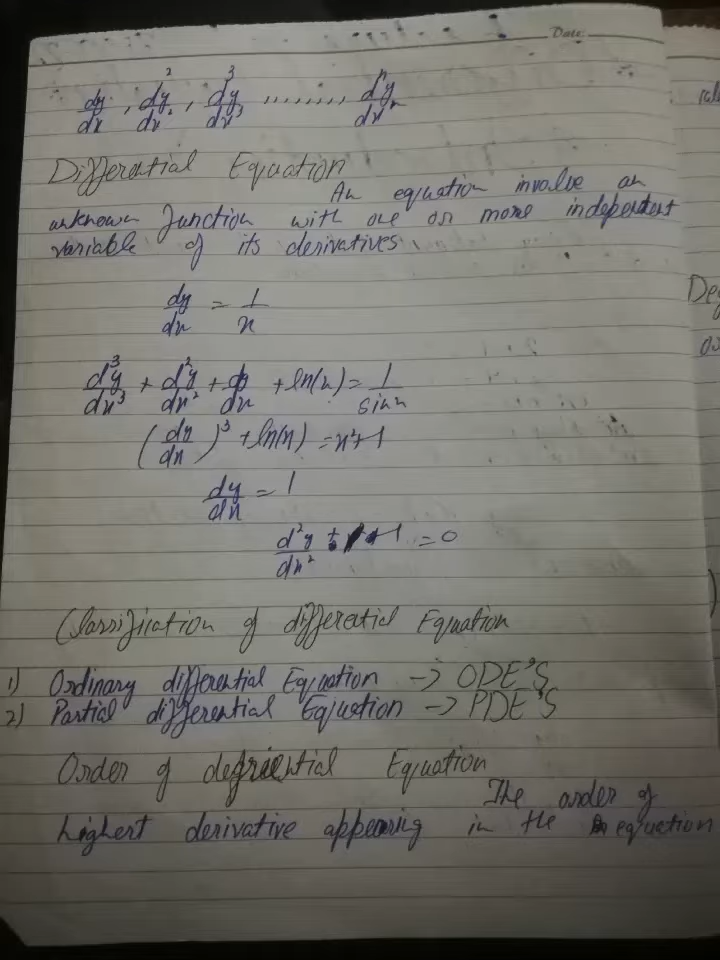 Date:
dy/dx , d²y/dx² , d³y/dx³ ......... dⁿy/dxⁿ
Differential Equation
An equation involve an
unknown function with one or more independent
variable of its derivatives.
dy/dx = 1/x
d³y/dx³ + d²y/dx² + dy/dx + ln(x) = 1/sinx
(dy/dx)³ + ln(x) = x²+1
dy/dx = 1
d²y/dx² + 1 = 0
Classification of differential Equation
1) Ordinary differential Equation → ODE'S
2) Partial differential Equation → PDE'S
Order of differential Equation
The order of
highest derivative appearing in the equation